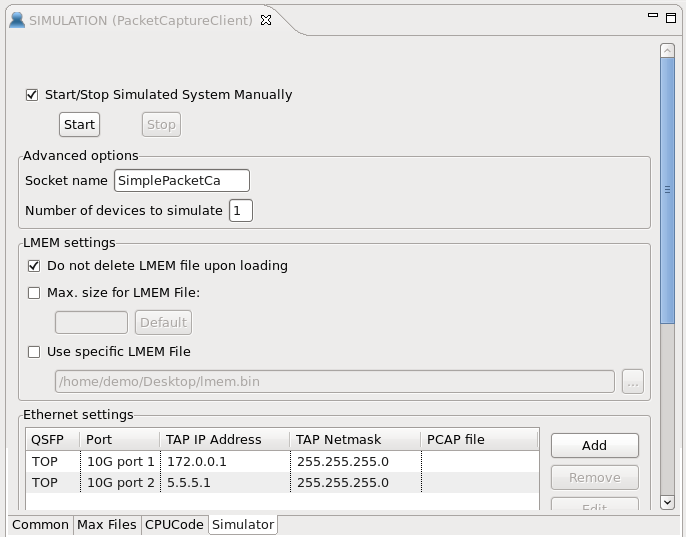 SIMULATION (PacketCaptureClient)
Start/Stop Simulated System Manually
Start Stop
Advanced options
Socket name SimplePacketCa
Number of devices to simulate 1
LMEM settings
Do not delete LMEM file upon loading
Max. size for LMEM File:
Default
Use specific LMEM File
/home/demo/Desktop/lmem.bin ...
Ethernet settings
QSFP Port TAP IP Address TAP Netmask PCAP file
Add
TOP 10G port 1 172.0.0.1 255.255.255.0
TOP 10G port 2 5.5.5.1 255.255.255.0
Remove
Edit
Common Max Files CPUCode Simulator